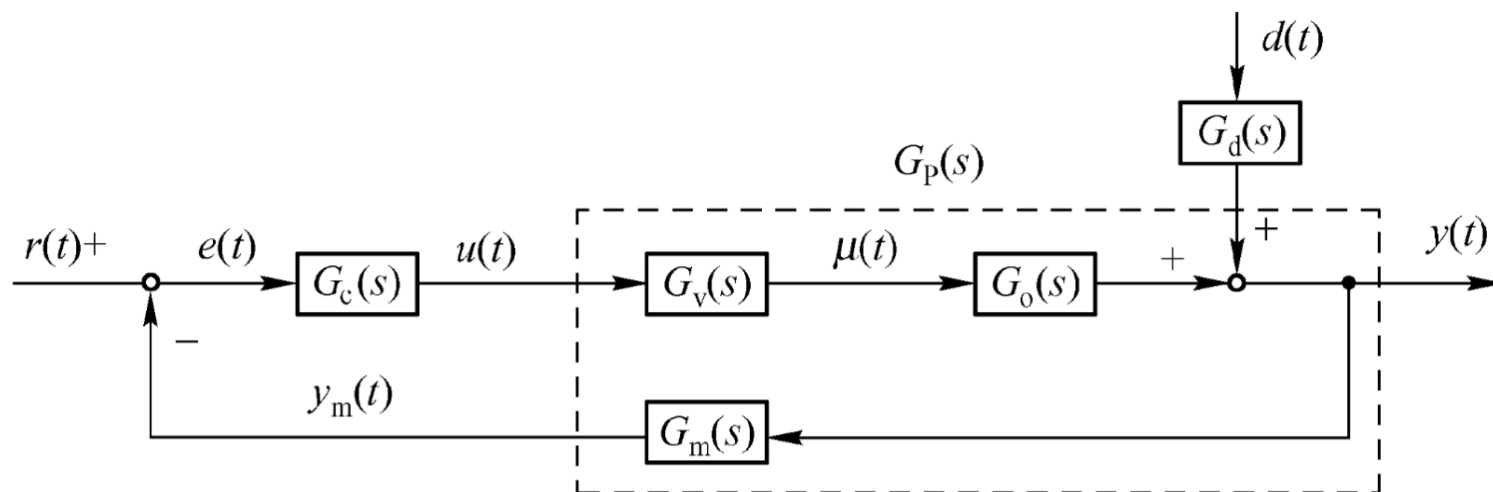 d(t)
G_d(s)
G_P(s)
+
r(t)+
e(t)
G_c(s)
u(t)
G_v(s)
μ(t)
G_o(s)
+
y(t)
−
y_m(t)
G_m(s)